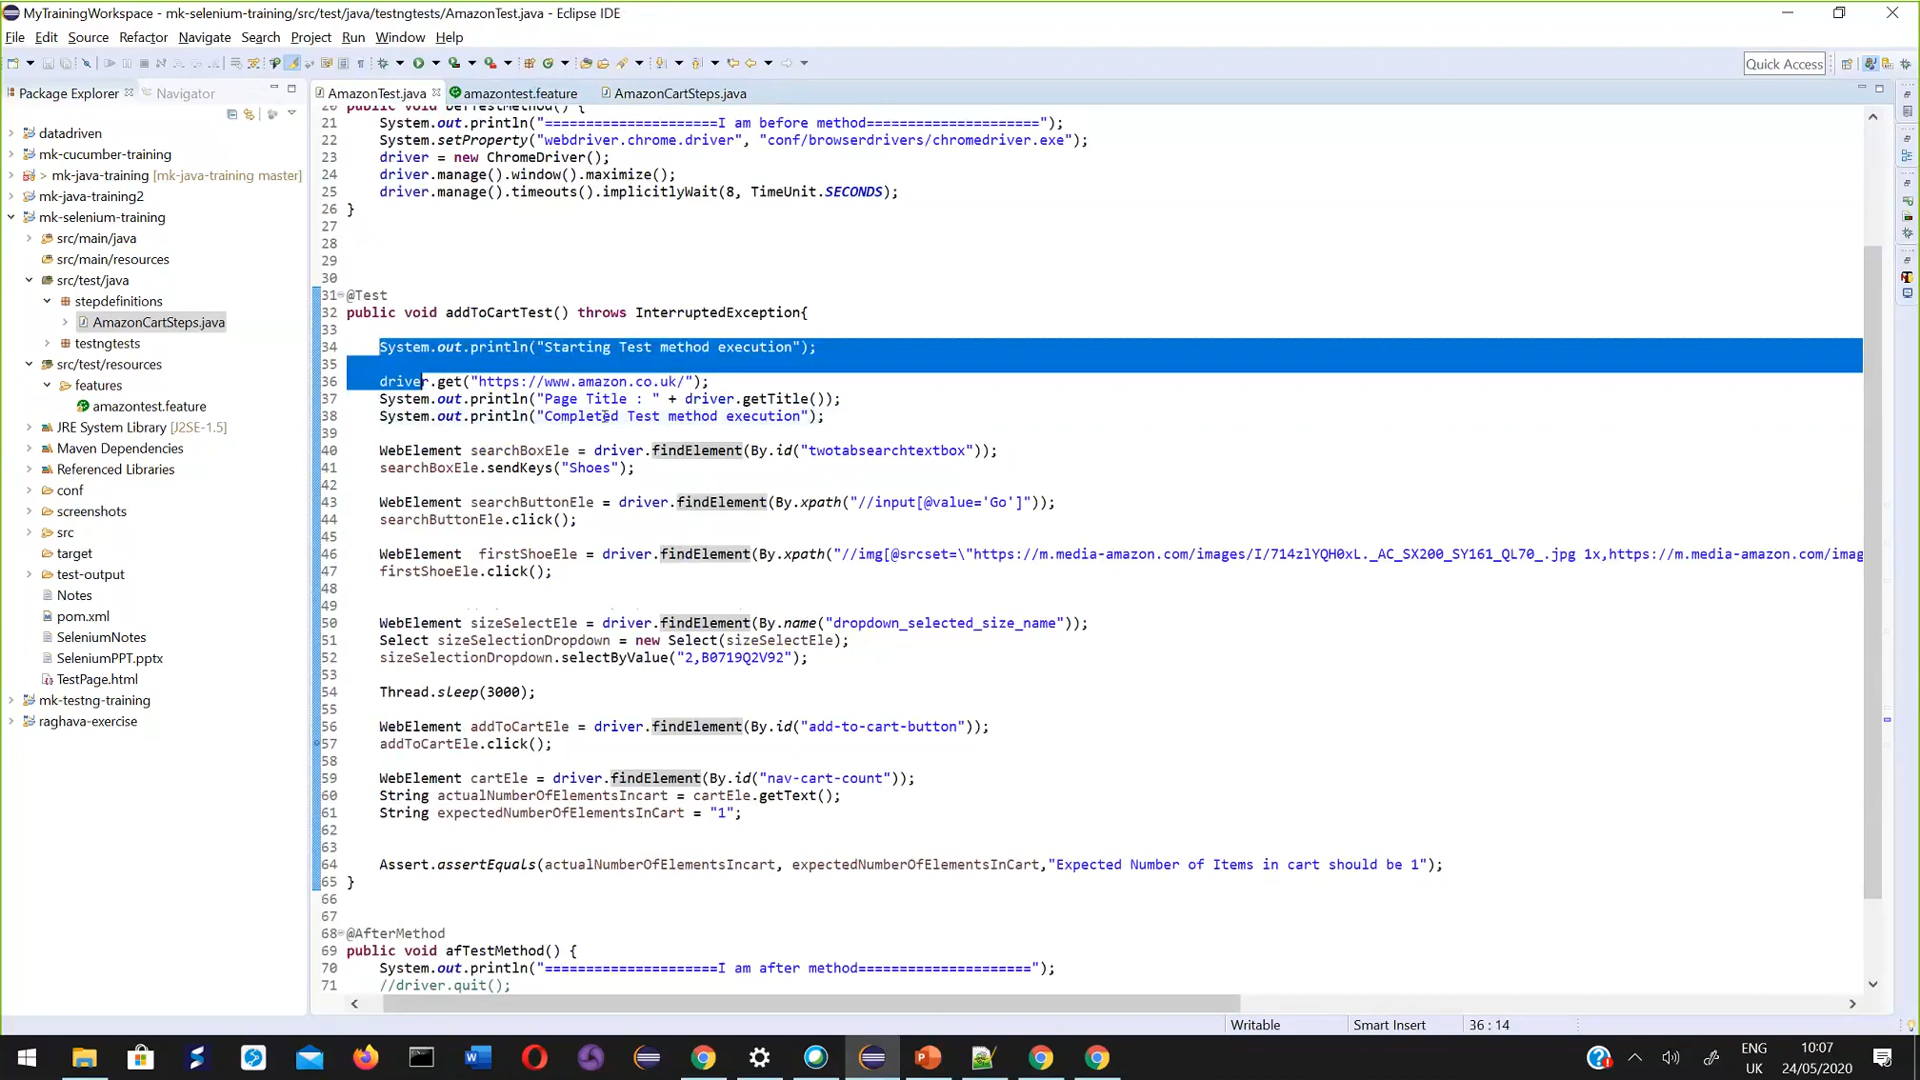 MyTrainingWorkspace - mk-selenium-training/src/test/java/testngtests/AmazonTest.java - Eclipse IDE
File Edit Source Refactor Navigate Search Project Run Window Help
Quick Access
Package Explorer Navigator
datadriven
mk-cucumber-training
> mk-java-training [mk-java-training master]
mk-java-training2
mk-selenium-training
src/main/java
src/main/resources
src/test/java
stepdefinitions
AmazonCartSteps.java
testngtests
src/test/resources
features
amazontest.feature
JRE System Library [J2SE-1.5]
Maven Dependencies
Referenced Libraries
conf
screenshots
src
target
test-output
Notes
pom.xml
SeleniumNotes
SeleniumPPT.pptx
TestPage.html
mk-testng-training
raghava-exercise
AmazonTest.java amazontest.feature AmazonCartSteps.java
20 public void befTestMethod() {
21 System.out.println("=====================I am before method=====================");
22 System.setProperty("webdriver.chrome.driver", "conf/browserdrivers/chromedriver.exe");
23 driver = new ChromeDriver();
24 driver.manage().window().maximize();
25 driver.manage().timeouts().implicitlyWait(8, TimeUnit.SECONDS);
26 }
27
28
29
30
31 @Test
32 public void addToCartTest() throws InterruptedException{
33
34 System.out.println("Starting Test method execution");
35
36 driver.get("https://www.amazon.co.uk/");
37 System.out.println("Page Title : " + driver.getTitle());
38 System.out.println("Completed Test method execution");
39
40 WebElement searchBoxEle = driver.findElement(By.id("twotabsearchtextbox"));
41 searchBoxEle.sendKeys("Shoes");
42
43 WebElement searchButtonEle = driver.findElement(By.xpath("//input[@value='Go']"));
44 searchButtonEle.click();
45
46 WebElement firstShoeEle = driver.findElement(By.xpath("//img[@srcset=\"https://m.media-amazon.com/images/I/714zlYQH0xL._AC_SX200_SY161_QL70_.jpg 1x,https://m.media-amazon.com/imag
47 firstShoeEle.click();
48
49
50 WebElement sizeSelectEle = driver.findElement(By.name("dropdown_selected_size_name"));
51 Select sizeSelectionDropdown = new Select(sizeSelectEle);
52 sizeSelectionDropdown.selectByValue("2,B0719Q2V92");
53
54 Thread.sleep(3000);
55
56 WebElement addToCartEle = driver.findElement(By.id("add-to-cart-button"));
57 addToCartEle.click();
58
59 WebElement cartEle = driver.findElement(By.id("nav-cart-count"));
60 String actualNumberOfElementsIncart = cartEle.getText();
61 String expectedNumberOfElementsInCart = "1";
62
63
64 Assert.assertEquals(actualNumberOfElementsIncart, expectedNumberOfElementsInCart,"Expected Number of Items in cart should be 1");
65 }
66
67
68 @AfterMethod
69 public void afTestMethod() {
70 System.out.println("=====================I am after method=====================");
71 //driver.quit();
Writable Smart Insert 36 : 14
ENG
UK
10:07
24/05/2020